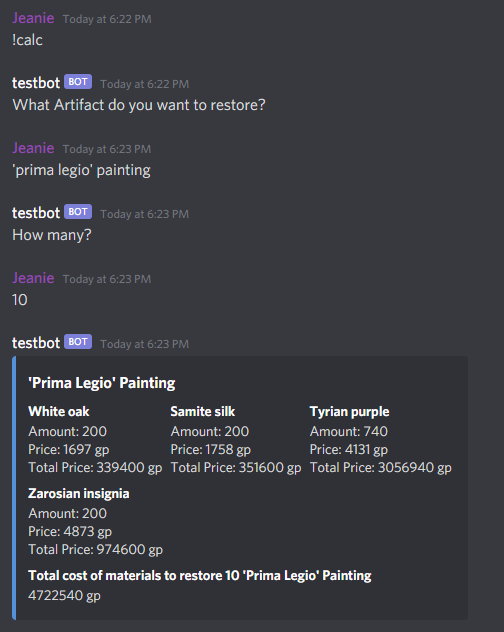 Jeanie Today at 6:22 PM
!calc
testbot BOT Today at 6:22 PM
What Artifact do you want to restore?
Jeanie Today at 6:23 PM
'prima legio' painting
testbot BOT Today at 6:23 PM
How many?
Jeanie Today at 6:23 PM
10
testbot BOT Today at 6:23 PM
'Prima Legio' Painting
White oak Samite silk Tyrian purple
Amount: 200 Amount: 200 Amount: 740
Price: 1697 gp Price: 1758 gp Price: 4131 gp
Total Price: 339400 gp Total Price: 351600 gp Total Price: 3056940 gp
Zarosian insignia
Amount: 200
Price: 4873 gp
Total Price: 974600 gp
Total cost of materials to restore 10 'Prima Legio' Painting
4722540 gp